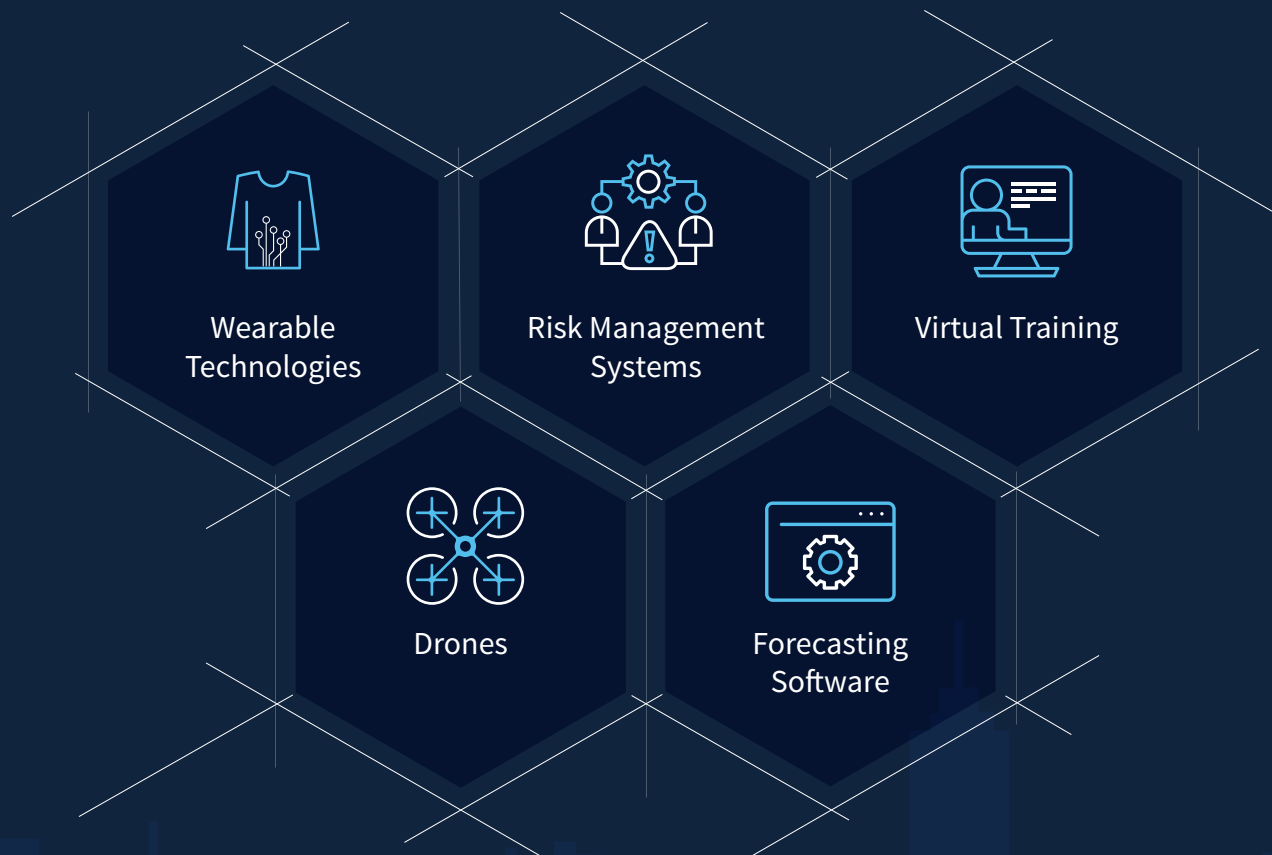 Wearable
Technologies
Risk Management
Systems
Virtual Training
Drones
Forecasting
Software